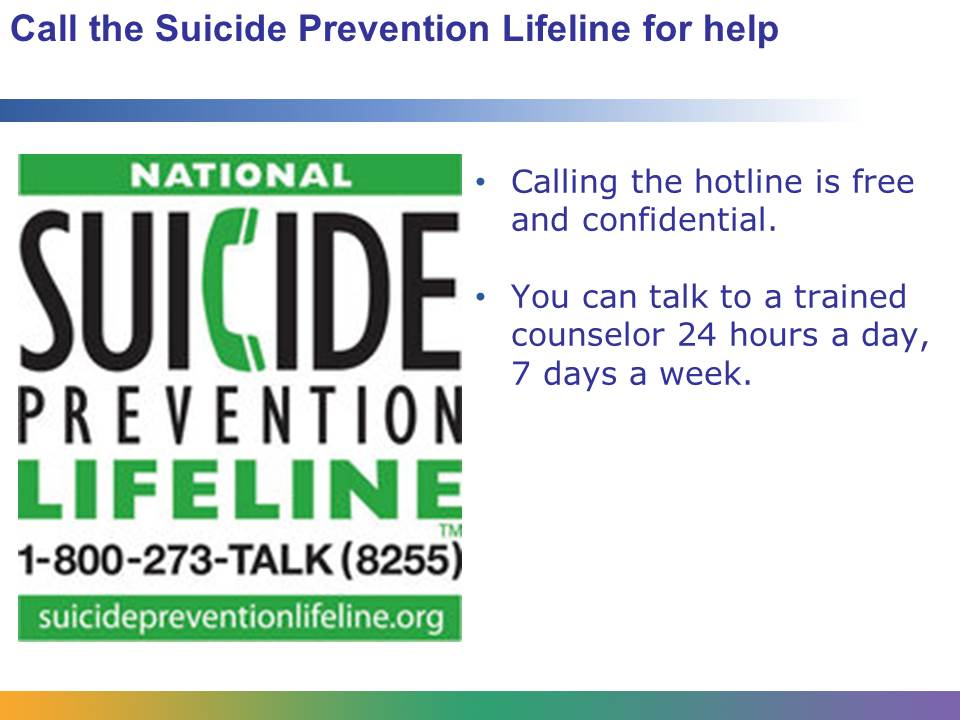 Call the Suicide Prevention Lifeline for help
NATIONAL
SUICIDE
PREVENTION
LIFELINE
TM
1-800-273-TALK (8255)
suicidepreventionlifeline.org
• Calling the hotline is free
and confidential.
• You can talk to a trained
counselor 24 hours a day,
7 days a week.